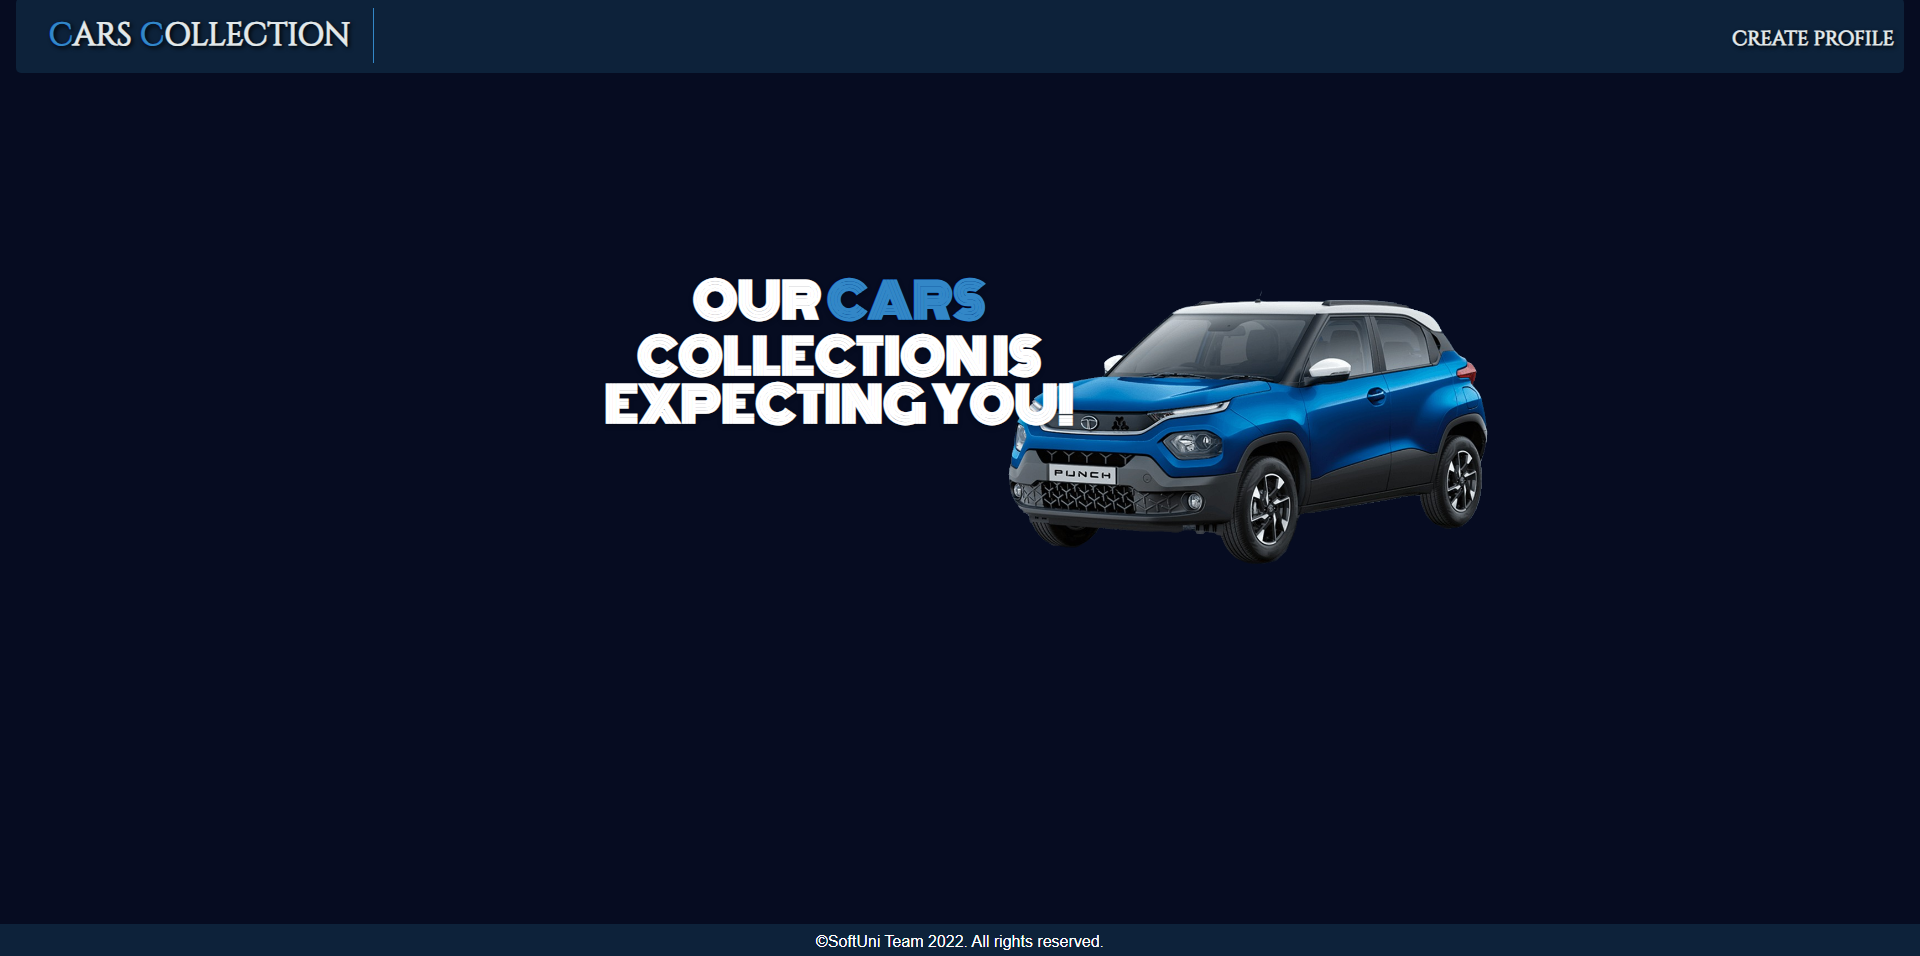 CARS COLLECTION
CREATE PROFILE
OUR CARS
COLLECTION IS
EXPECTING YOU!
PUNCH
©SoftUni Team 2022. All rights reserved.